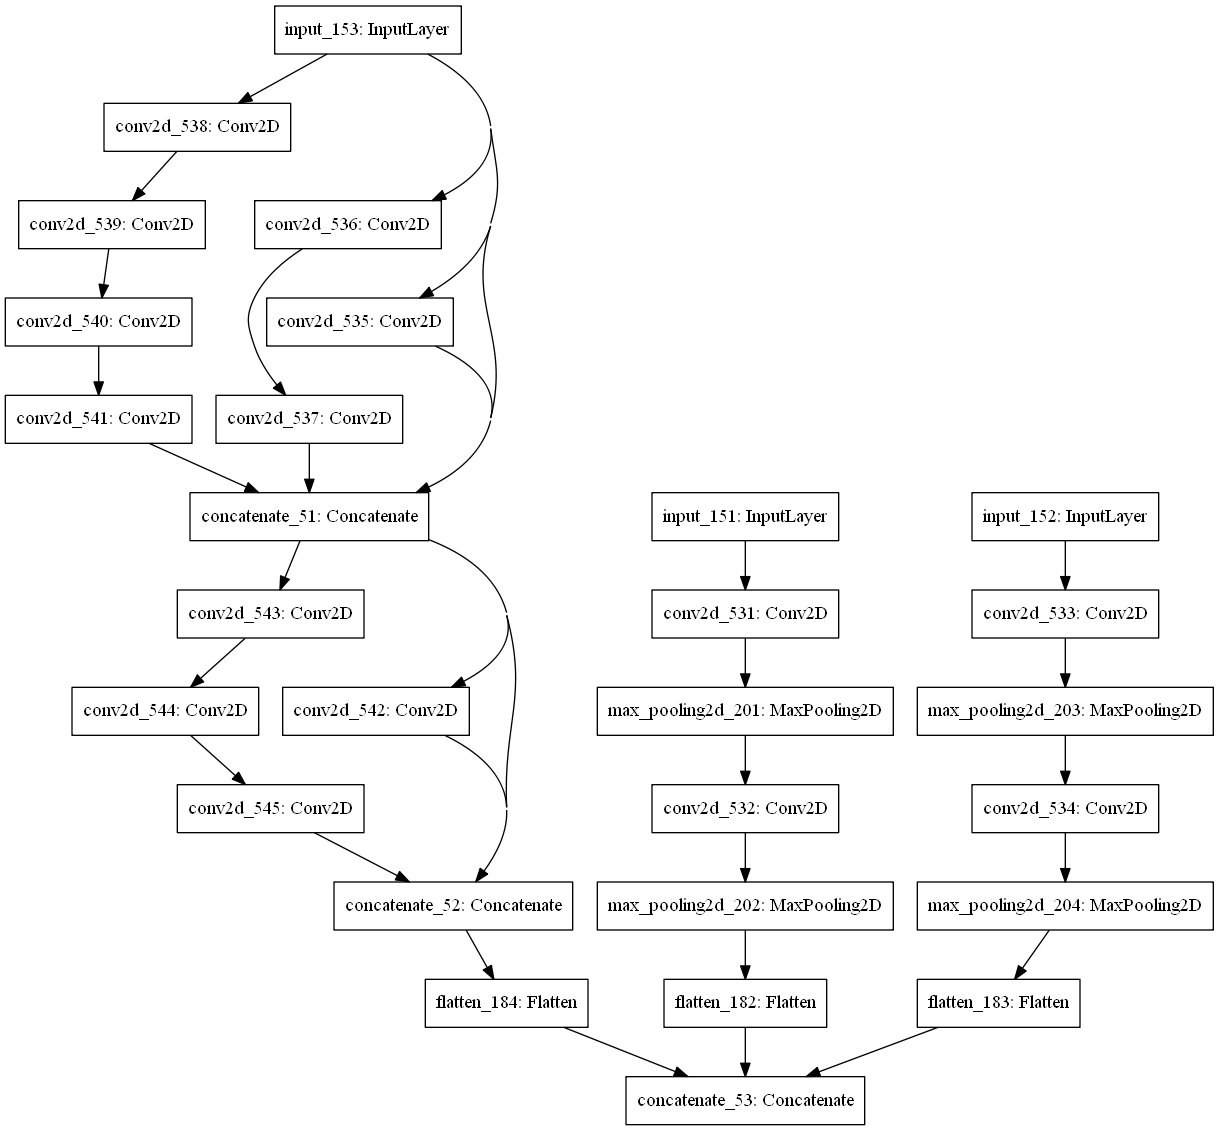 input_153: InputLayer
conv2d_538: Conv2D
conv2d_539: Conv2D
conv2d_536: Conv2D
conv2d_540: Conv2D
conv2d_535: Conv2D
conv2d_541: Conv2D
conv2d_537: Conv2D
concatenate_51: Concatenate
input_151: InputLayer
input_152: InputLayer
conv2d_543: Conv2D
conv2d_531: Conv2D
conv2d_533: Conv2D
conv2d_544: Conv2D
conv2d_542: Conv2D
max_pooling2d_201: MaxPooling2D
max_pooling2d_203: MaxPooling2D
conv2d_545: Conv2D
conv2d_532: Conv2D
conv2d_534: Conv2D
concatenate_52: Concatenate
max_pooling2d_202: MaxPooling2D
max_pooling2d_204: MaxPooling2D
flatten_184: Flatten
flatten_182: Flatten
flatten_183: Flatten
concatenate_53: Concatenate